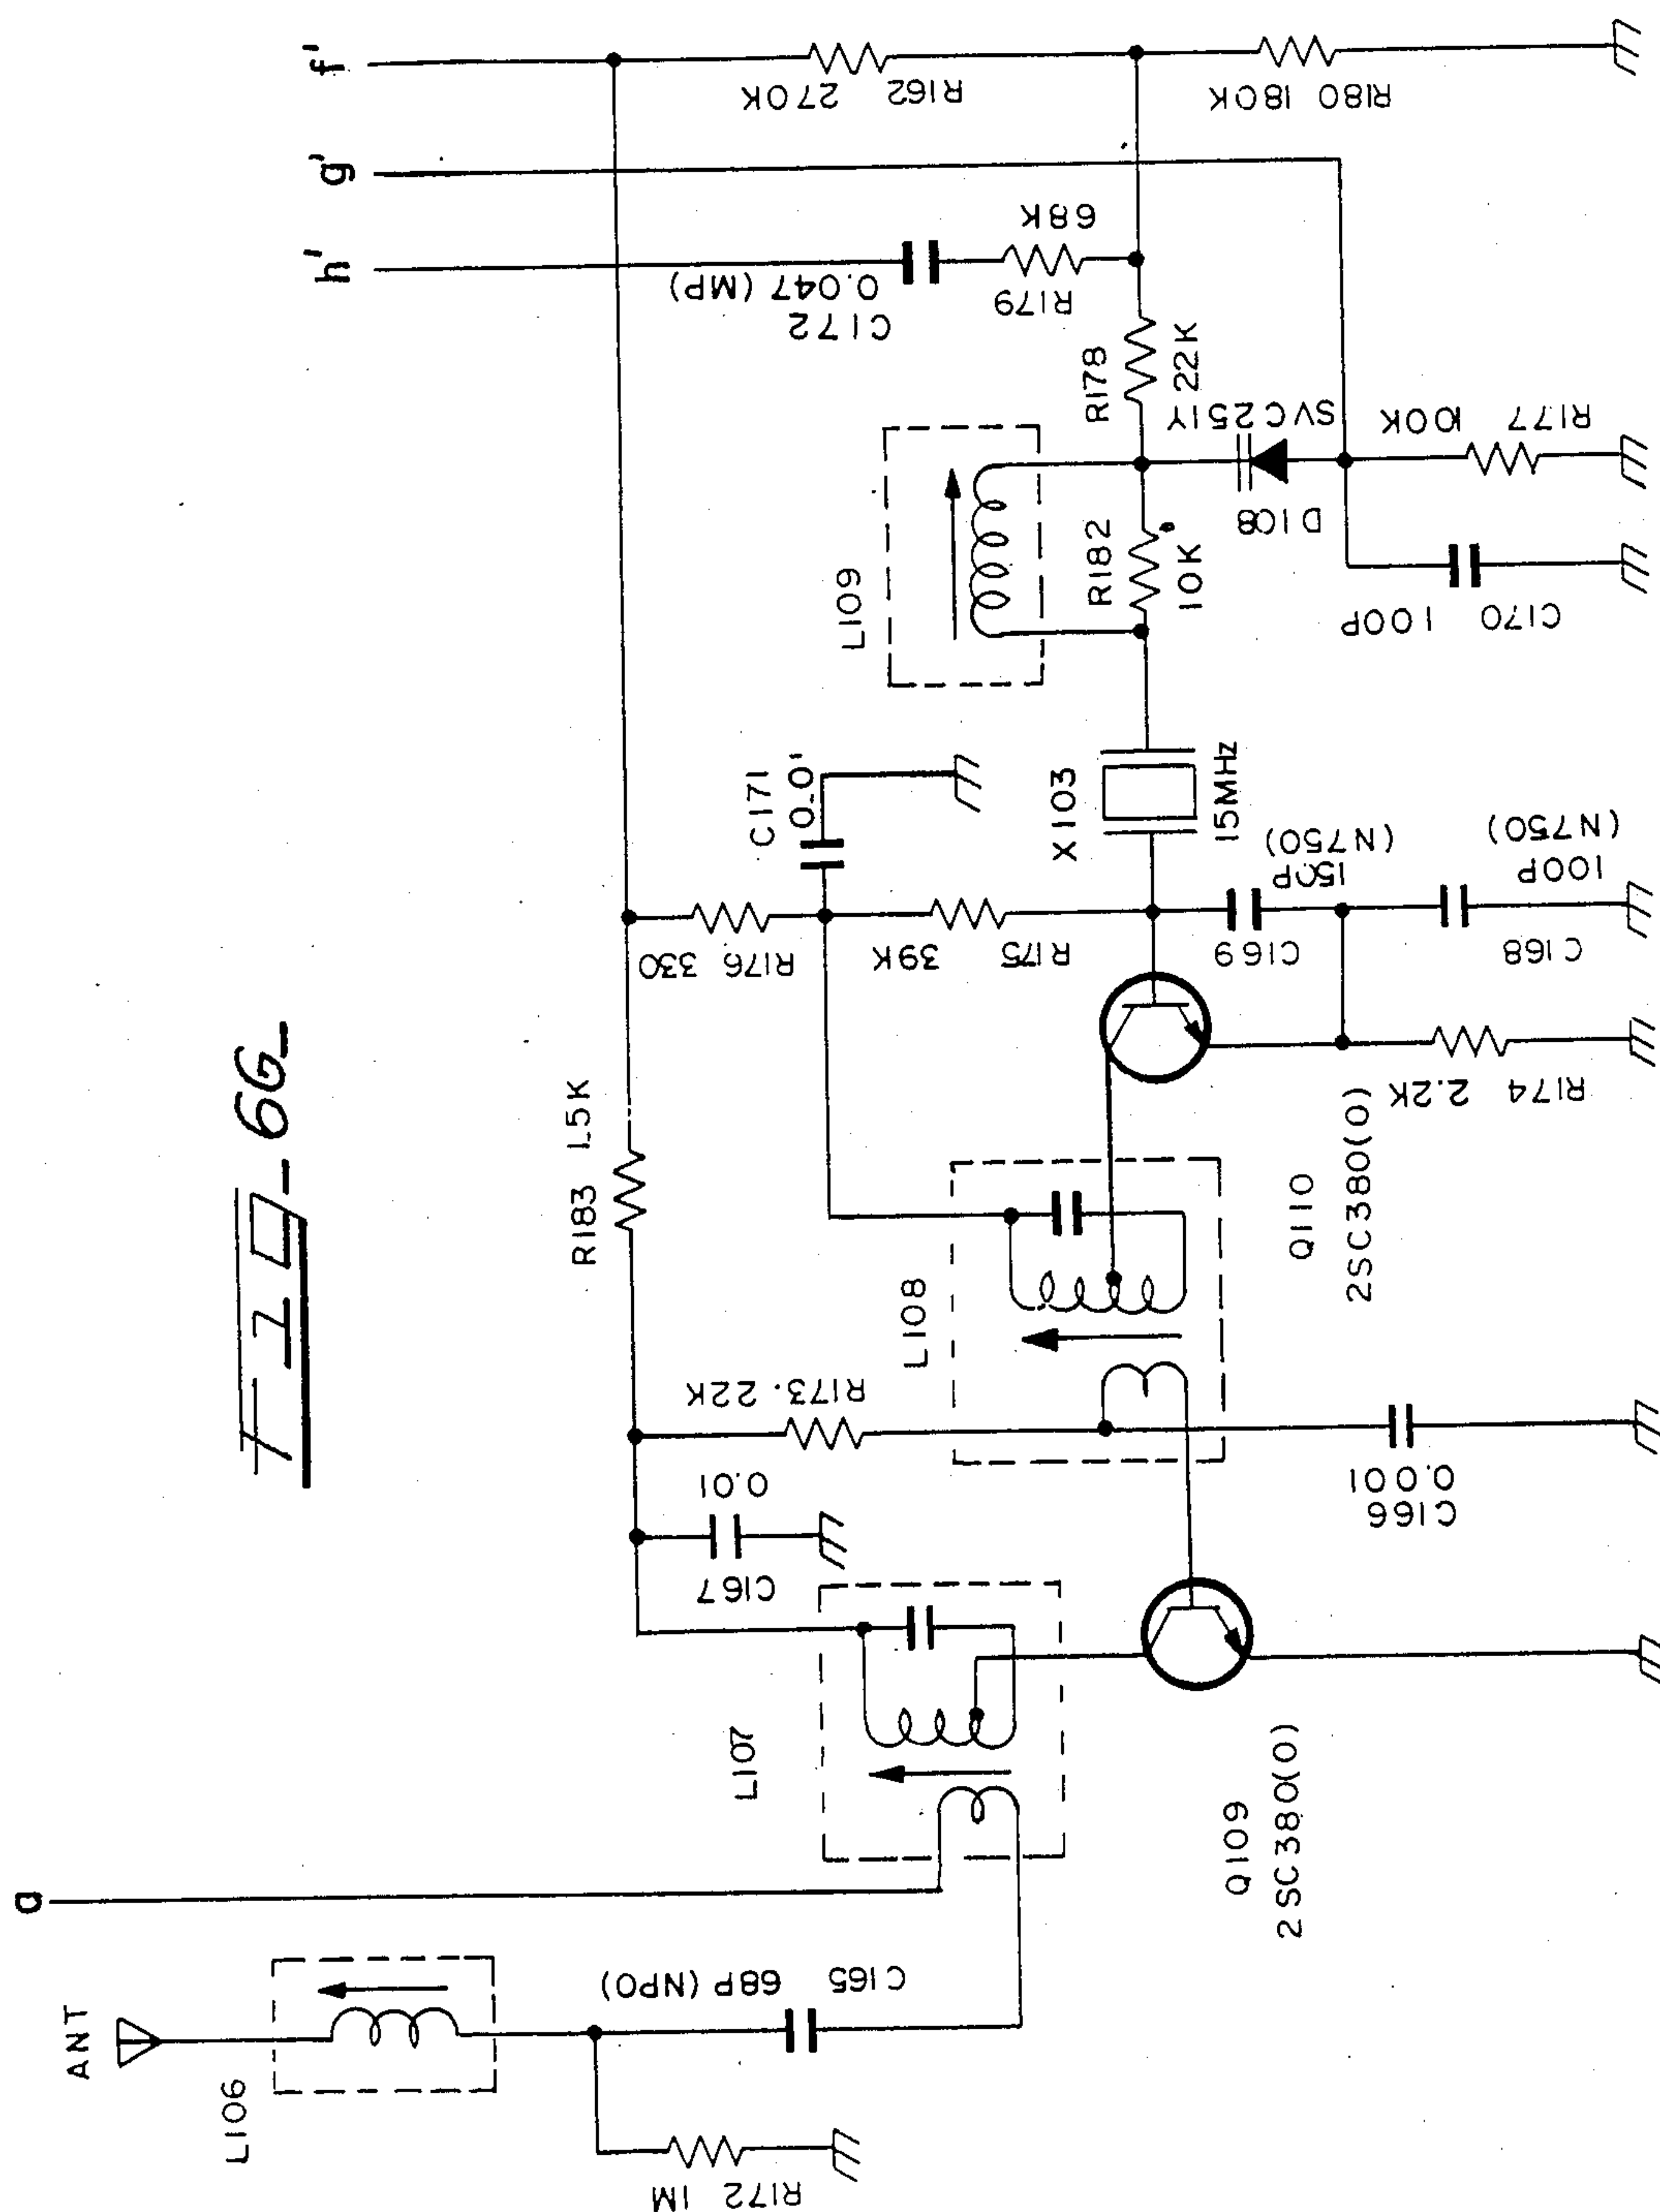 FIG-6G
ANT
L106
R172 1M
C165 68P (NP0)
a
L107
C167 0.01
Q109
2SC380(0)
R183 1.5K
R173 22K
C166
0.001
L108
Q110
2SC380(0)
R176 330
R175 39K
C171
R174 2.2K
C169 150P
(N750)
C168 100P
(N750)
X103
15MHz
L109
R182
10K
R178
22K
D108 SVC251Y
C170 100P
R177 100K
C172
0.047 (MP)
R179 68K
R162 270K
R180 180K
h'
g'
f'